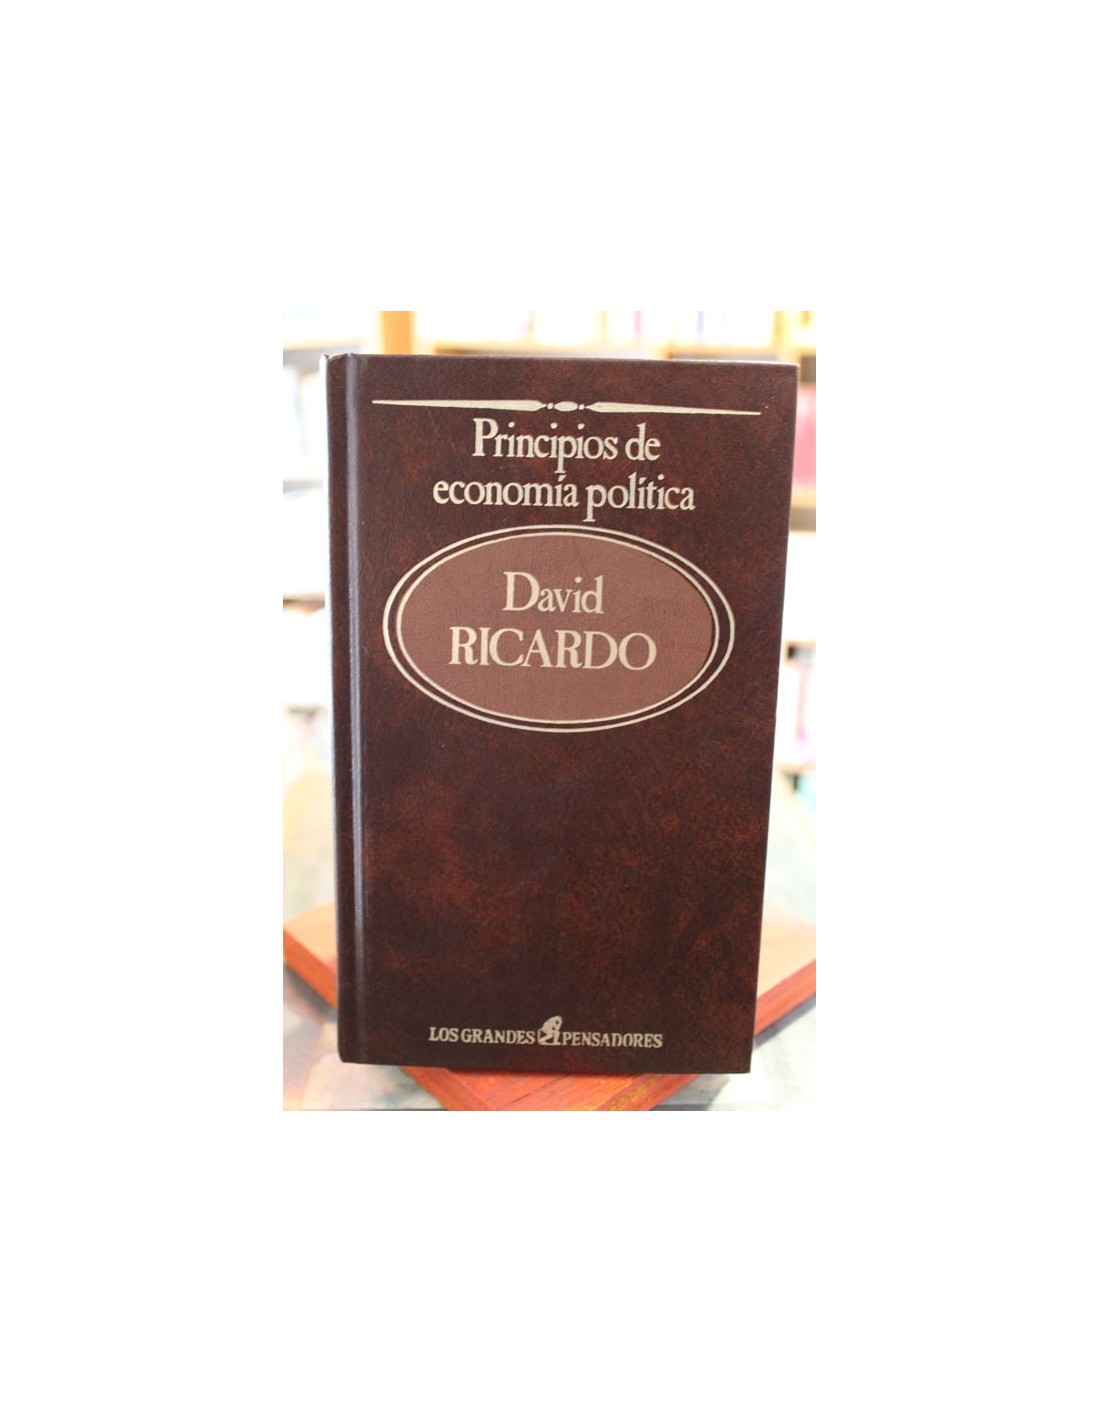 Principios de
economía política
David
RICARDO
LOS GRANDES PENSADORES